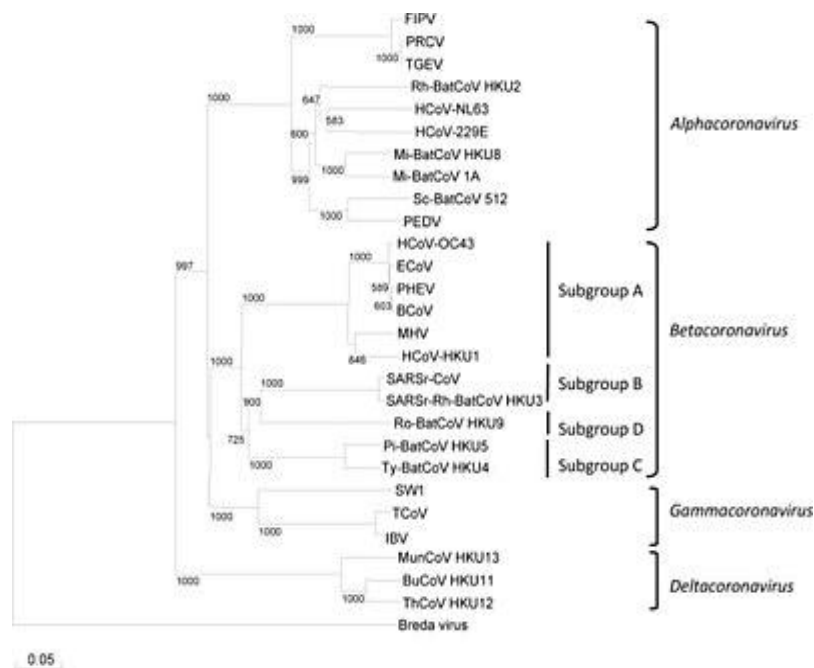 FIPV
PRCV
1000 TGEV
Rh-BatCoV HKU2
647
1000
HCoV-NL63
583
Alphacoronavirus
600 HCoV-229E
Mi-BatCoV HKU8
1000
999 Mi-BatCoV 1A
Sc-BatCoV 512
1000
PEDV
HCoV-OC43
1000
997 ECoV
589 PHEV Subgroup A
1000
603 BCoV
MHV Betacoronavirus
646 HCoV-HKU1
1000
SARSr-CoV
1000 Subgroup B
SARSr-Rh-BatCoV HKU3
900
Ro-BatCoV HKU9 Subgroup D
725
Pi-BatCoV HKU5
1000 Subgroup C
Ty-BatCoV HKU4
SW1
1000 TCoV Gammacoronavirus
1000
IBV
MunCoV HKU13
1000 BuCoV HKU11 Deltacoronavirus
1000 ThCoV HKU12
Breda virus
0.05